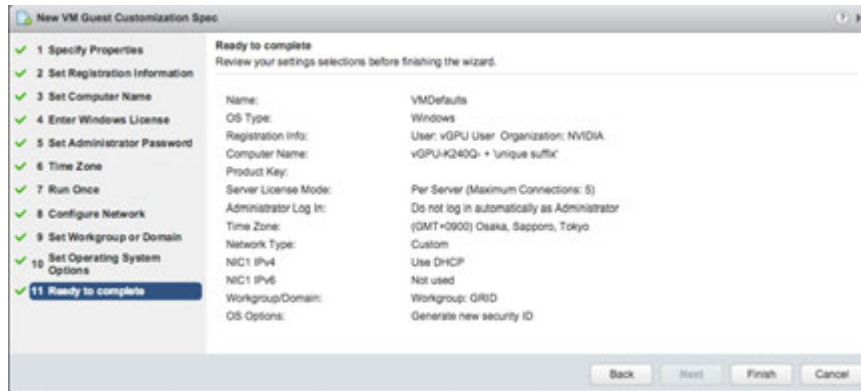 New VM Guest Customization Spec
1 Specify Properties
2 Set Registration Information
3 Set Computer Name
4 Enter Windows License
5 Set Administrator Password
6 Time Zone
7 Run Once
8 Configure Network
9 Set Workgroup or Domain
10 Set Operating System
Options
11 Ready to complete
Ready to complete
Review your settings selections before finishing the wizard.
Name: VMDefaults
OS Type: Windows
Registration Info: User: vGPU User Organization: NVIDIA
Computer Name: vGPU-K240Q- + 'unique suffix'
Product Key:
Server License Mode: Per Server (Maximum Connections: 5)
Administrator Log In: Do not log in automatically as Administrator
Time Zone: (GMT+0900) Osaka, Sapporo, Tokyo
Network Type: Custom
NIC1 IPv4 Use DHCP
NIC1 IPv6 Not used
Workgroup/Domain: Workgroup: GRID
OS Options: Generate new security ID
Back Next Finish Cancel